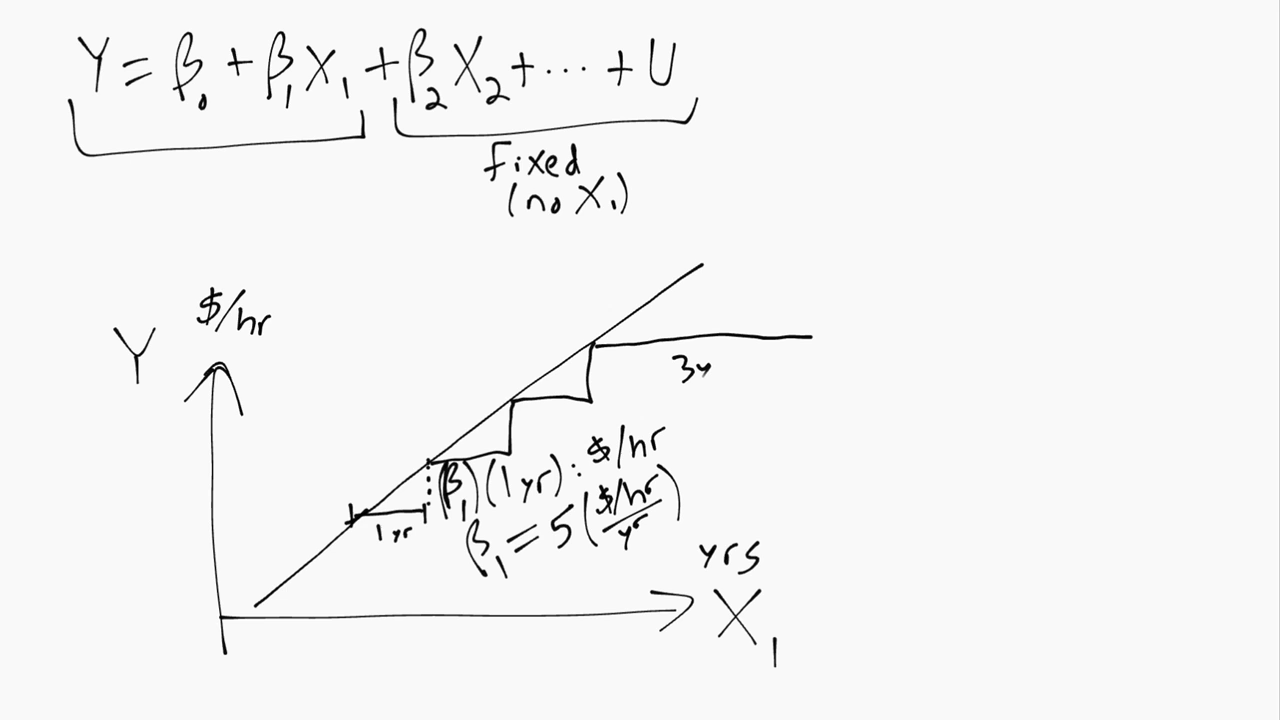 Y = β₀ + β₁X₁ + β₂X₂ + ··· + U
Fixed
(no X₁)
$/hr
Y
3y
(β₁)(1yr): $/hr
1yr
β₁ = 5($/hr/yr)
yrs
X₁